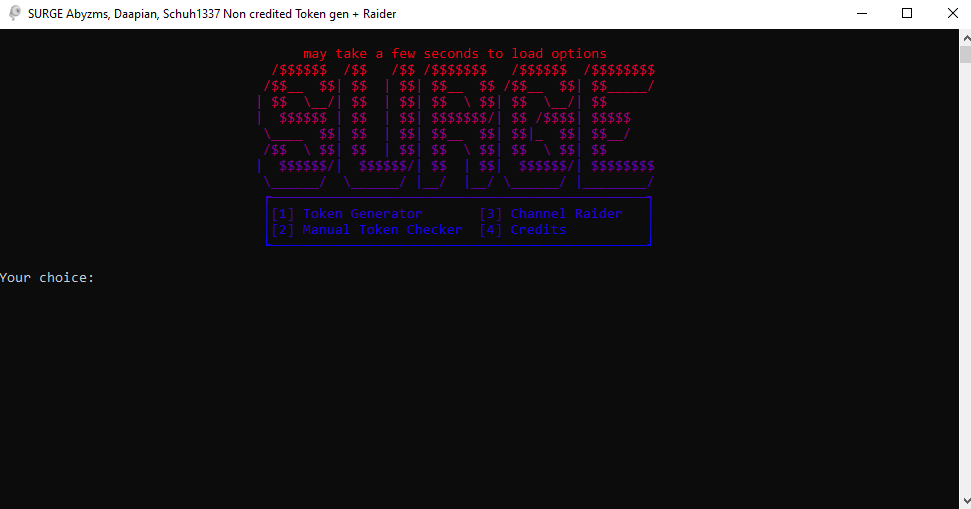 SURGE Abyzms, Daapian, Schuh1337 Non credited Token gen + Raider
may take a few seconds to load options
  /$$$$$$  /$$   /$$ /$$$$$$$   /$$$$$$  /$$$$$$$$
 /$$__  $$| $$  | $$| $$__  $$ /$$__  $$| $$_____/
| $$  \__/| $$  | $$| $$  \ $$| $$  \__/| $$
|  $$$$$$ | $$  | $$| $$$$$$$/| $$ /$$$$| $$$$$
 \____  $$| $$  | $$| $$__  $$| $$|_  $$| $$__/
 /$$  \ $$| $$  | $$| $$  \ $$| $$  \ $$| $$
|  $$$$$$/|  $$$$$$/| $$  | $$|  $$$$$$/| $$$$$$$$
 \______/  \______/ |__/  |__/ \______/ |________/
[1] Token Generator       [3] Channel Raider
[2] Manual Token Checker  [4] Credits
Your choice: